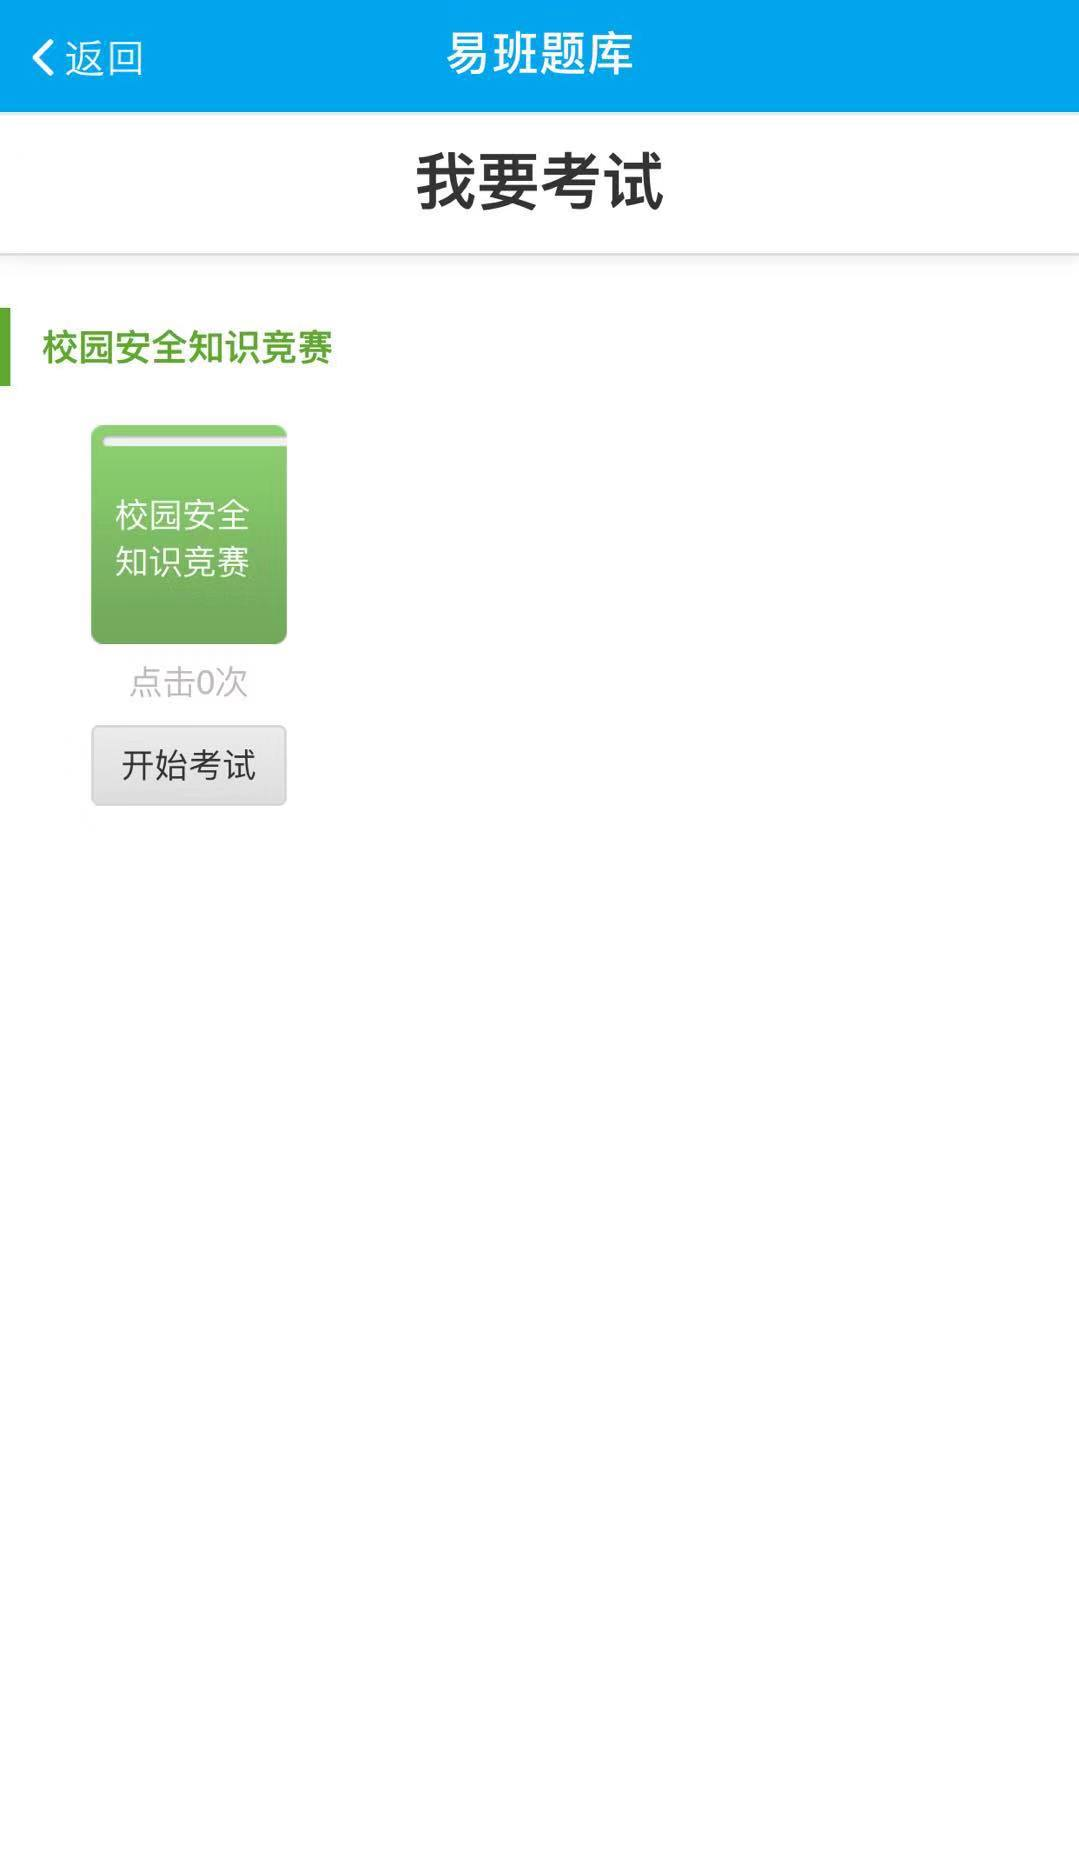 返回
易班题库
我要考试
校园安全知识竞赛
校园安全
知识竞赛
点击0次
开始考试